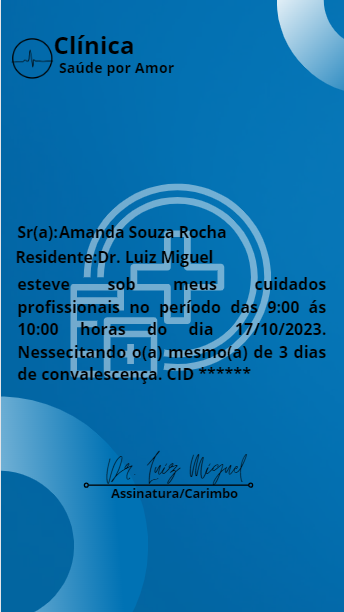 Clínica
Saúde por Amor
Sr(a):Amanda Souza Rocha
Residente:Dr. Luiz Miguel
esteve sob meus cuidados
profissionais no período das 9:00 ás
10:00 horas do dia 17/10/2023.
Nessecitando o(a) mesmo(a) de 3 dias
de convalescença. CID ******
Dr. Luiz Miguel
Assinatura/Carimbo